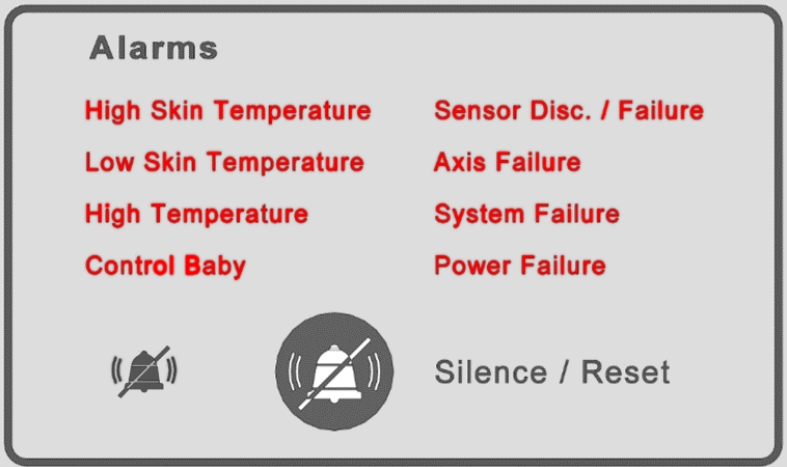 Alarms
High Skin Temperature
Low Skin Temperature
High Temperature
Control Baby
Sensor Disc. / Failure
Axis Failure
System Failure
Power Failure
Silence / Reset